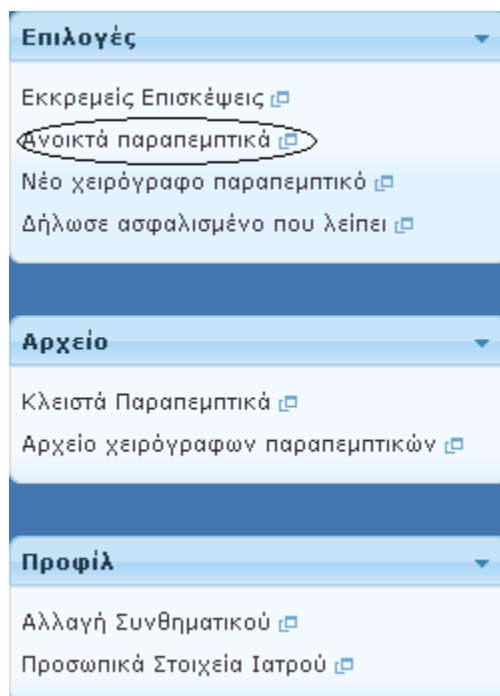 Επιλογές
Εκκρεμείς Επισκέψεις
Ανοικτά παραπεμπτικά
Νέο χειρόγραφο παραπεμπτικό
Δήλωσε ασφαλισμένο που λείπει
Αρχείο
Κλειστά Παραπεμπτικά
Αρχείο χειρόγραφων παραπεμπτικών
Προφίλ
Αλλαγή Συνθηματικού
Προσωπικά Στοιχεία Ιατρού